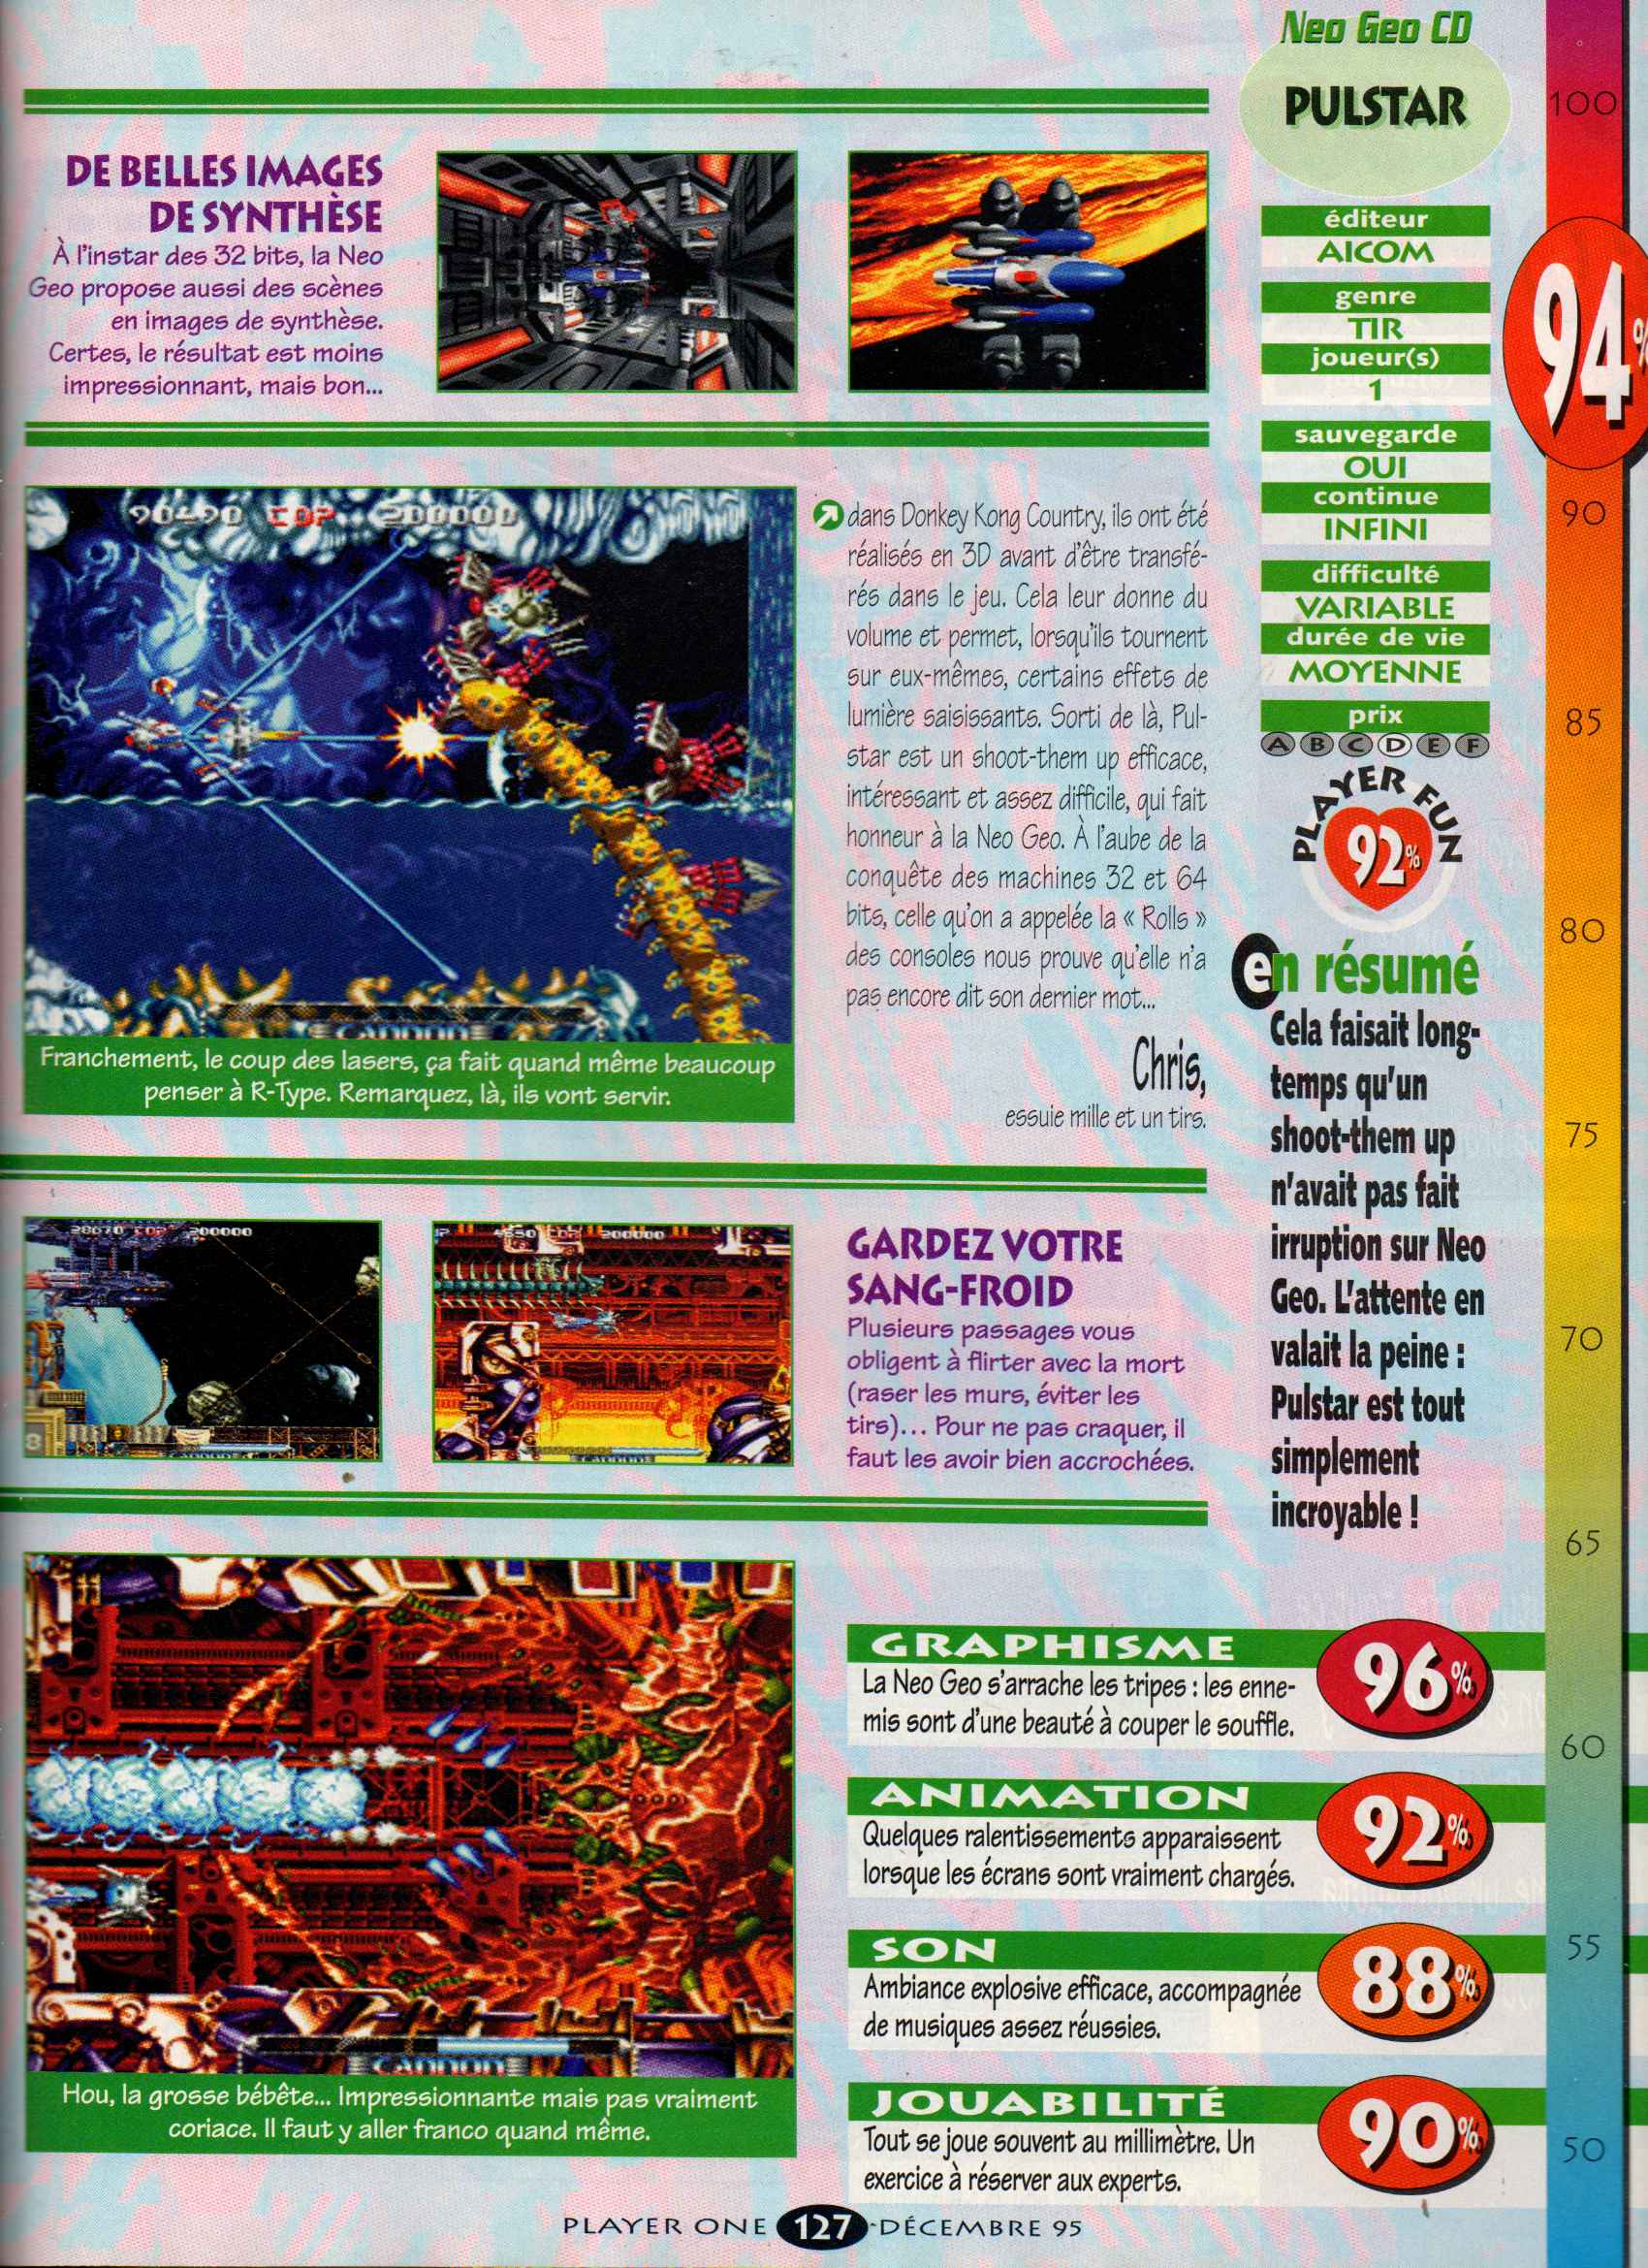 Neo Geo CD
PULSTAR
DE BELLES IMAGES
DE SYNTHÈSE
À l'instar des 32 bits, la Neo
Geo propose aussi des scènes
en images de synthèse.
Certes, le résultat est moins
impressionnant, mais bon...
éditeur
AICOM
genre
TIR
joueur(s)
1
sauvegarde
OUI
continue
INFINI
difficulté
VARIABLE
durée de vie
MOYENNE
prix
A B C D E F
PLAYER FUN
92%
90490 TOP 200000
CANNON
Franchement, le coup des lasers, ça fait quand même beaucoup
penser à R-Type. Remarquez, là, ils vont servir.
dans Donkey Kong Country, ils ont été
réalisés en 3D avant d'être transfé-
rés dans le jeu. Cela leur donne du
volume et permet, lorsqu'ils tournent
sur eux-mêmes, certains effets de
lumière saisissants. Sorti de là, Pul-
star est un shoot-them up efficace,
intéressant et assez difficile, qui fait
honneur à la Neo Geo. À l'aube de la
conquête des machines 32 et 64
bits, celle qu'on a appelée la « Rolls »
des consoles nous prouve qu'elle n'a
pas encore dit son dernier mot...
Chris,
essuie mille et un tirs.
en résumé
Cela faisait long-
temps qu'un
shoot-them up
n'avait pas fait
irruption sur Neo
Geo. L'attente en
valait la peine :
Pulstar est tout
simplement
incroyable !
28670 TOP 200000
8
CANNON
4650 TOP 200000
CANNON
GARDEZ VOTRE
SANG-FROID
Plusieurs passages vous
obligent à flirter avec la mort
(raser les murs, éviter les
tirs)... Pour ne pas craquer, il
faut les avoir bien accrochées.
CANNON
Hou, la grosse bébête... Impressionnante mais pas vraiment
coriace. Il faut y aller franco quand même.
GRAPHISME
La Neo Geo s'arrache les tripes : les enne-
mis sont d'une beauté à couper le souffle.
96%
ANIMATION
Quelques ralentissements apparaissent
lorsque les écrans sont vraiment chargés.
92%
SON
Ambiance explosive efficace, accompagnée
de musiques assez réussies.
88%
JOUABILITÉ
Tout se joue souvent au millimètre. Un
exercice à réserver aux experts.
90%
100
94%
90
85
80
75
70
65
60
55
50
PLAYER ONE 127 DÉCEMBRE 95